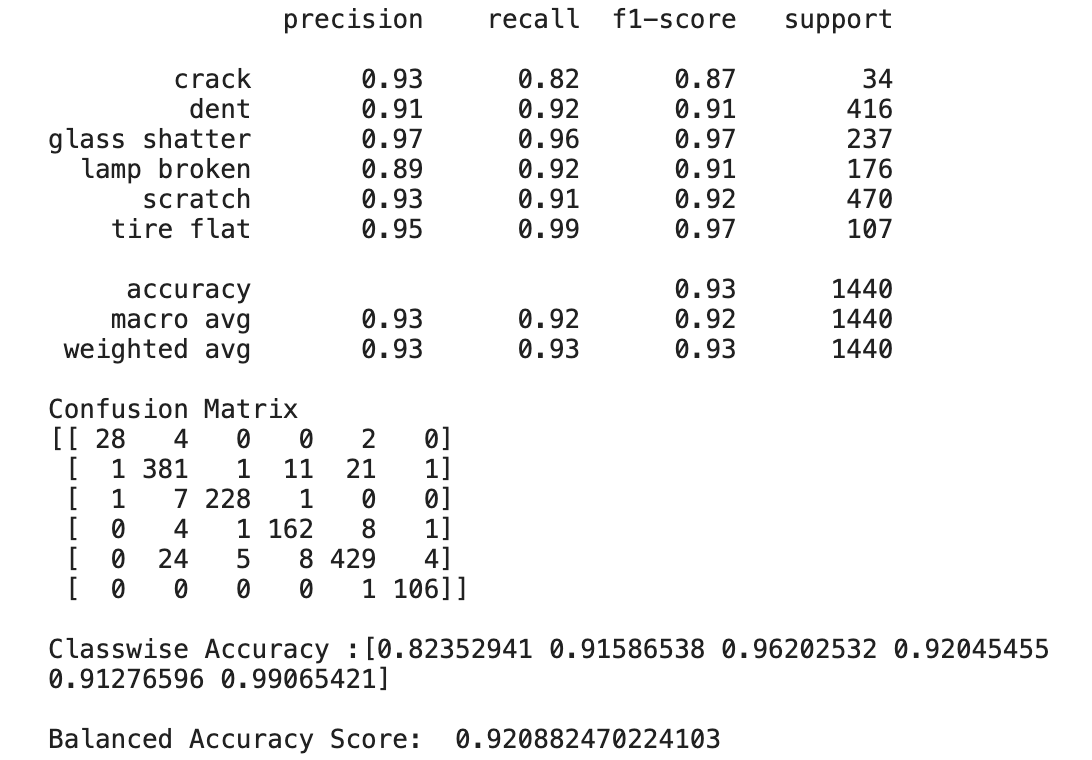 precision recall f1-score support
crack 0.93 0.82 0.87 34
dent 0.91 0.92 0.91 416
glass shatter 0.97 0.96 0.97 237
lamp broken 0.89 0.92 0.91 176
scratch 0.93 0.91 0.92 470
tire flat 0.95 0.99 0.97 107
accuracy 0.93 1440
macro avg 0.93 0.92 0.92 1440
weighted avg 0.93 0.93 0.93 1440
Confusion Matrix
[[ 28 4 0 0 2 0]
[ 1 381 1 11 21 1]
[ 1 7 228 1 0 0]
[ 0 4 1 162 8 1]
[ 0 24 5 8 429 4]
[ 0 0 0 0 1 106]]
Classwise Accuracy :[0.82352941 0.91586538 0.96202532 0.92045455
0.91276596 0.99065421]
Balanced Accuracy Score: 0.920882470224103